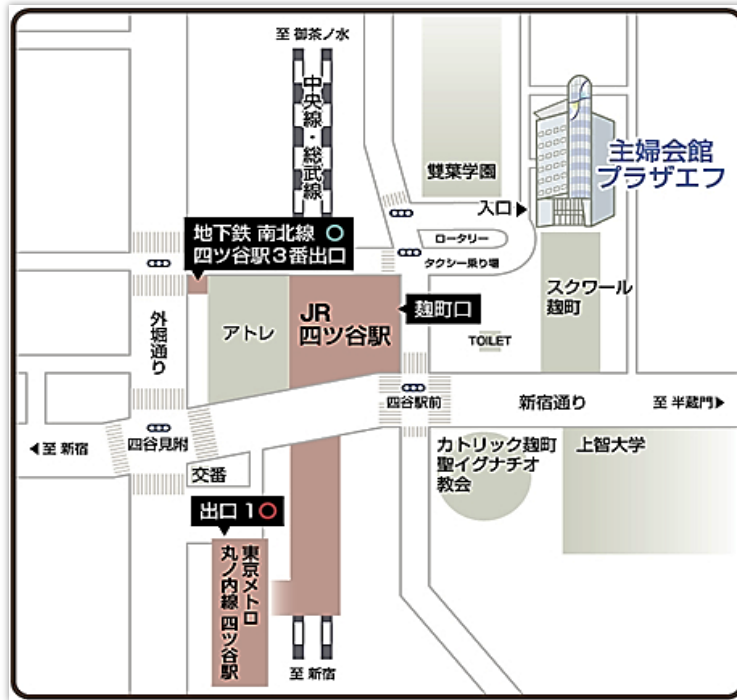 至 御茶ノ水
中央線・総武線
双葉学園
主婦会館
プラザエフ
入口▶
地下鉄 南北線 ○
四ツ谷駅3番出口
ロータリー
タクシー乗り場
外堀通り
アトレ
JR
四ツ谷駅
麹町口
スクワール
麹町
TOILET
四谷駅前
新宿通り
至 半蔵門▶
◀至 新宿
四谷見附
交番
カトリック麹町
聖イグナチオ
教会
上智大学
出口 1○
東京メトロ
丸ノ内線 四ツ谷駅
至 新宿